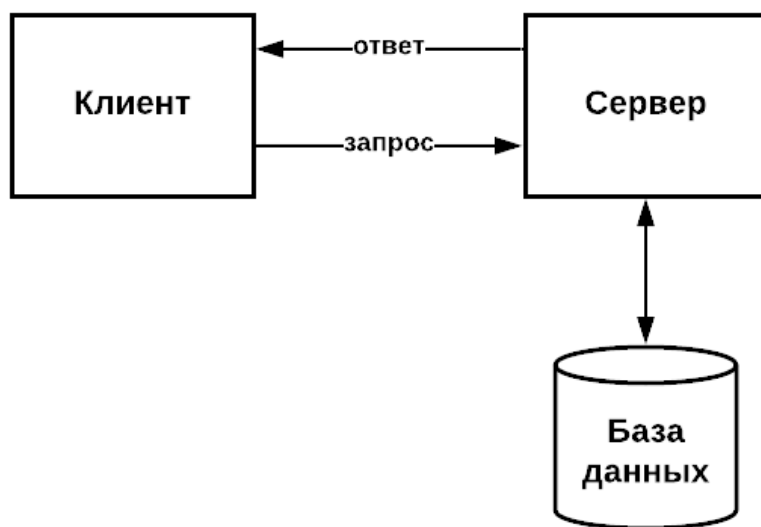 ответ
Клиент
Сервер
запрос
База
данных